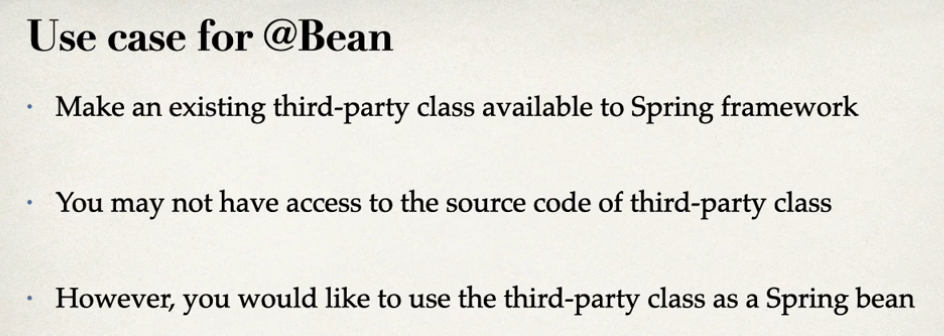 Use case for @Bean
• Make an existing third-party class available to Spring framework
• You may not have access to the source code of third-party class
• However, you would like to use the third-party class as a Spring bean